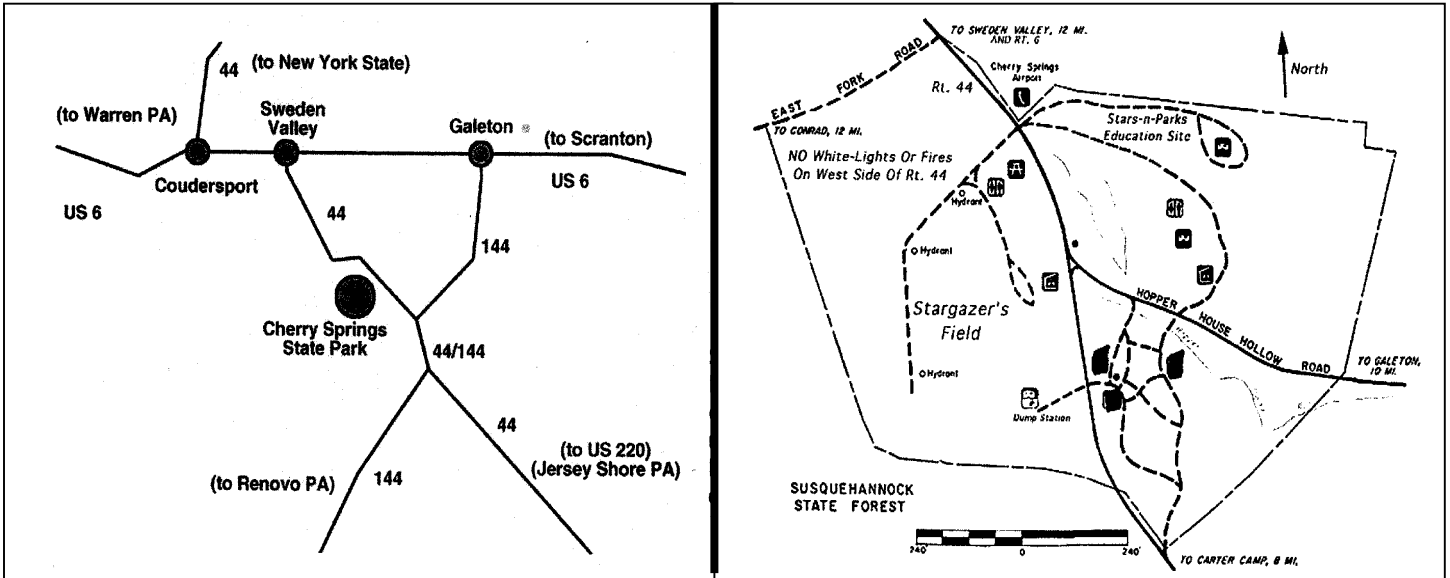 44
(to New York State)
(to Warren PA)
Sweden
Valley
Galeton
(to Scranton)
Coudersport
US 6
US 6
44
144
Cherry Springs
State Park
44/144
44
(to US 220)
(Jersey Shore PA)
(to Renovo PA)
144
TO SWEDEN VALLEY, 12 MI.
AND RT. 6
EAST FORK ROAD
Rt. 44
Cherry Springs
Airport
North
TO CONRAD, 12 MI.
Stars-n-Parks
Education Site
NO White-Lights Or Fires
On West Side Of Rt. 44
Hydrant
Hydrant
Stargazer's
Field
HOPPER HOUSE HOLLOW ROAD
TO GALETON,
10 MI.
Hydrant
Dump Station
SUSQUEHANNOCK
STATE FOREST
240'
0
240'
TO CARTER CAMP, 8 MI.